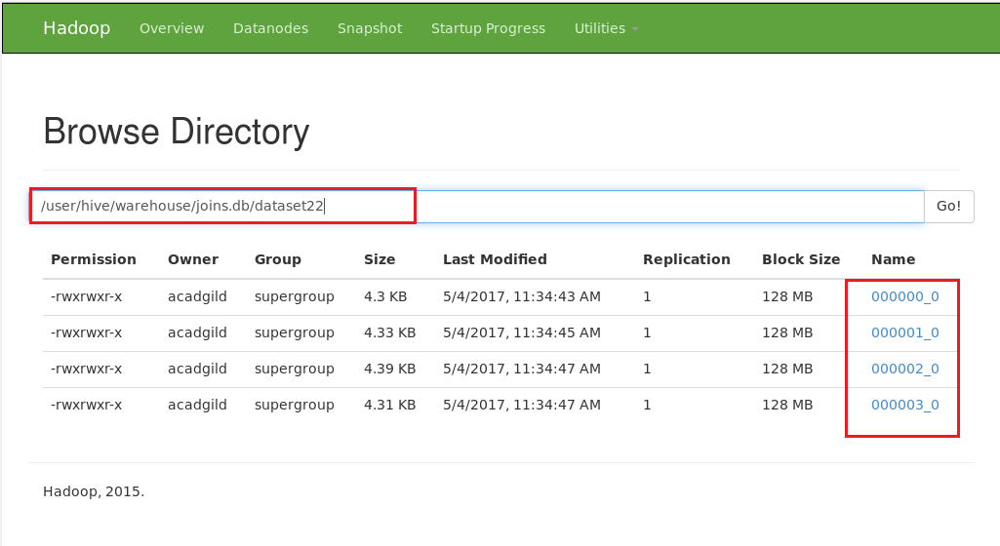 Hadoop Overview Datanodes Snapshot Startup Progress Utilities
Browse Directory
/user/hive/warehouse/joins.db/dataset22 Go!
Permission Owner Group Size Last Modified Replication Block Size Name
-rwxrwxr-x acadgild supergroup 4.3 KB 5/4/2017, 11:34:43 AM 1 128 MB 000000_0
-rwxrwxr-x acadgild supergroup 4.33 KB 5/4/2017, 11:34:45 AM 1 128 MB 000001_0
-rwxrwxr-x acadgild supergroup 4.39 KB 5/4/2017, 11:34:47 AM 1 128 MB 000002_0
-rwxrwxr-x acadgild supergroup 4.31 KB 5/4/2017, 11:34:47 AM 1 128 MB 000003_0
Hadoop, 2015.